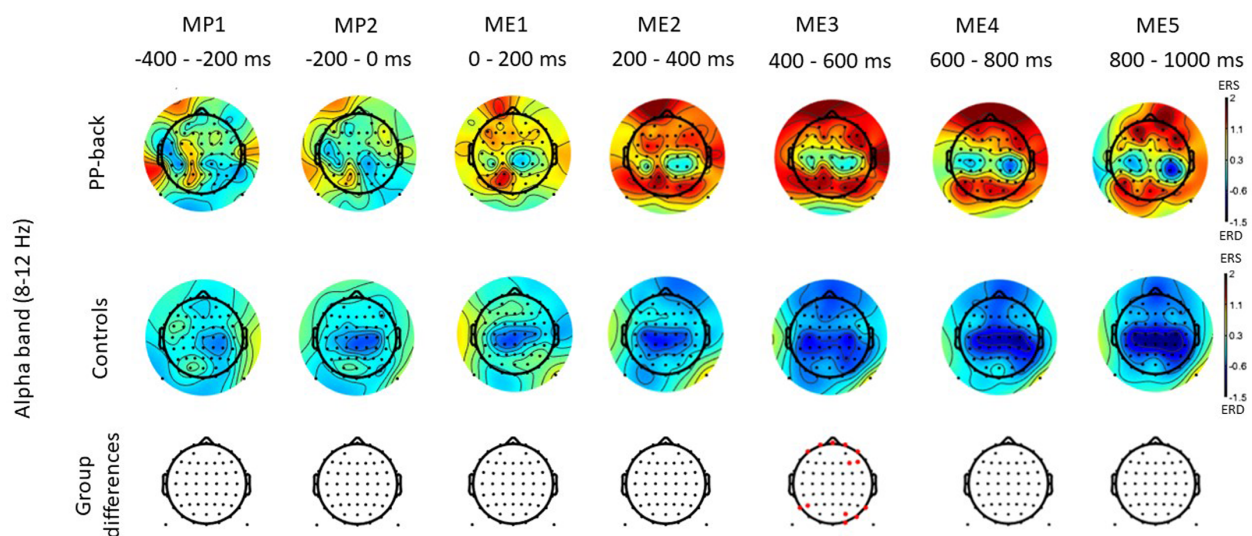 MP1 MP2 ME1 ME2 ME3 ME4 ME5
-400 - -200 ms -200 - 0 ms 0 - 200 ms 200 - 400 ms 400 - 600 ms 600 - 800 ms 800 - 1000 ms
Alpha band (8-12 Hz)
PP-back
ERS
2
1.1
0.3
-0.6
-1.5
ERD
Controls
ERS
2
1.1
0.3
-0.6
-1.5
ERD
Group
differences